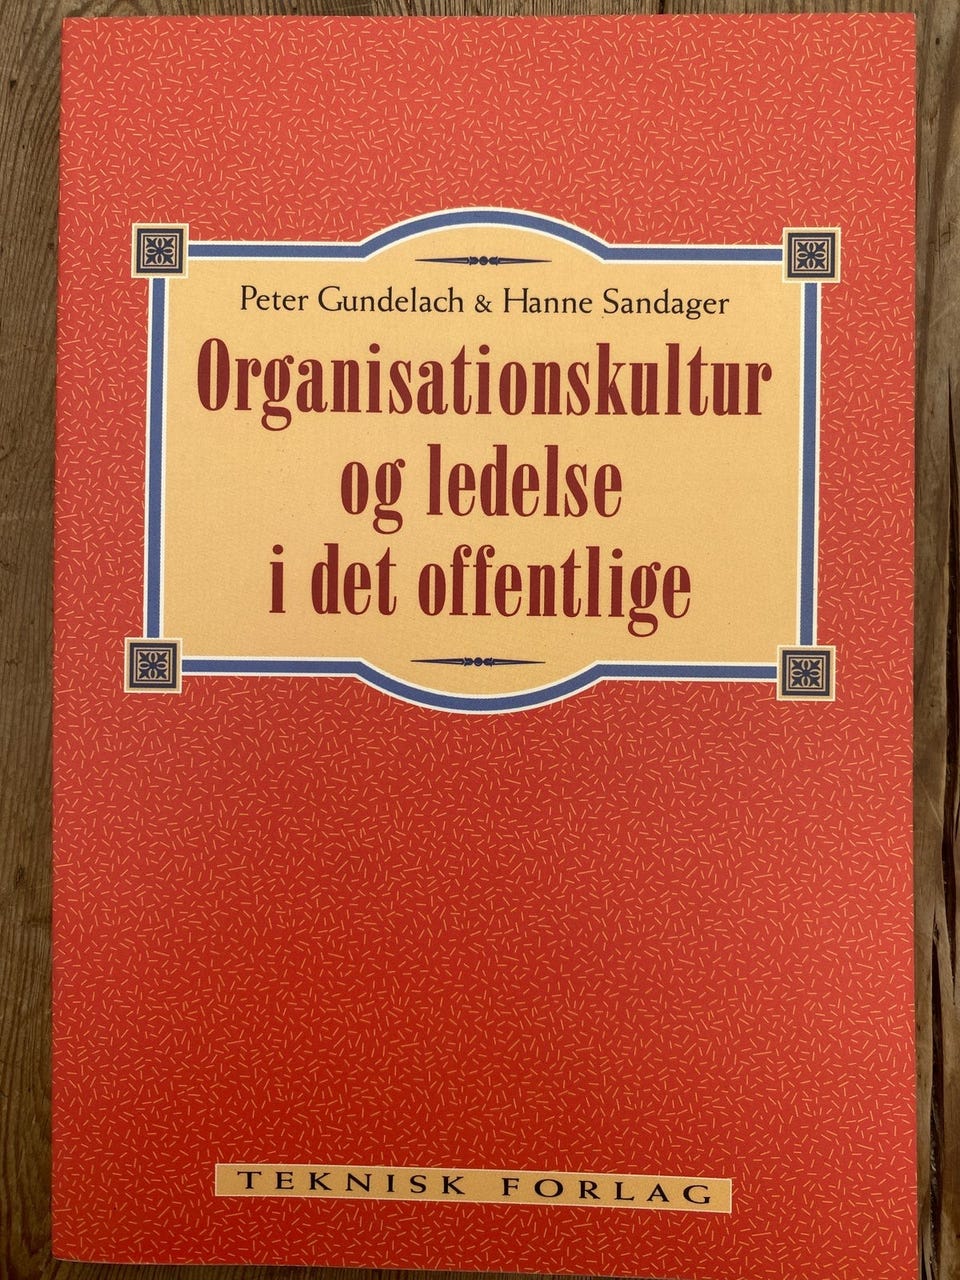 Peter Gundelach & Hanne Sandager
Organisationskultur
og ledelse
i det offentlige
TEKNISK FORLAG